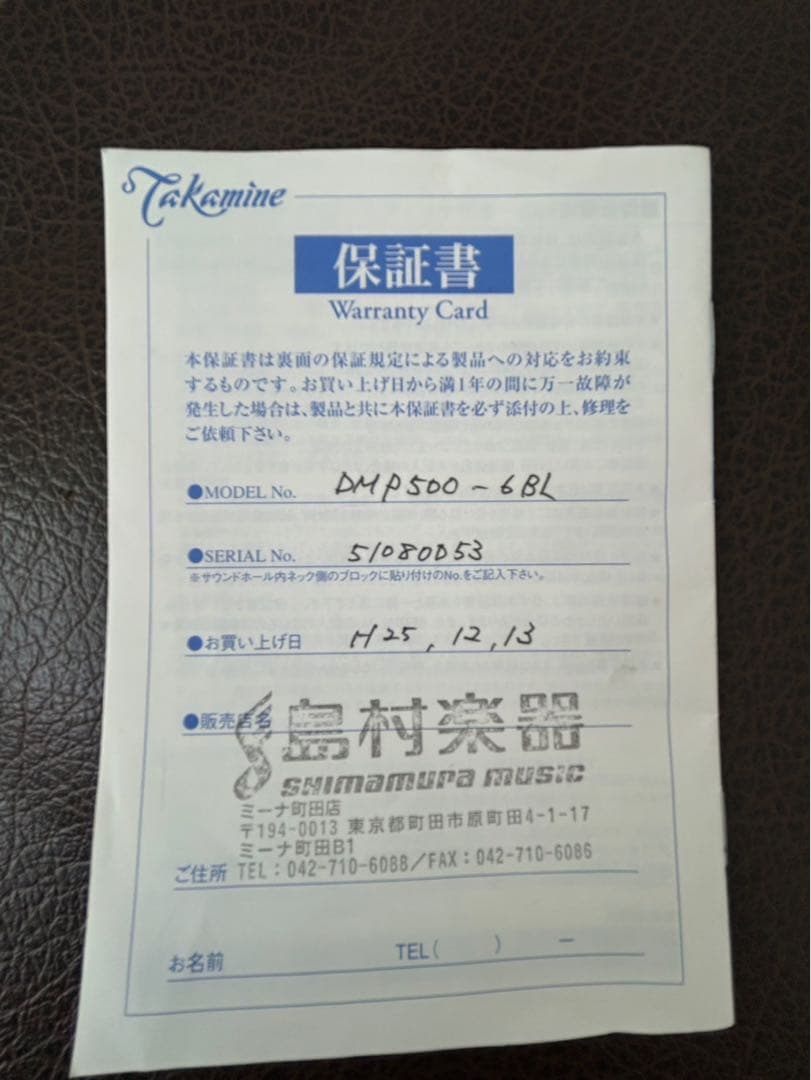 Takamine
保証書
Warranty Card
本保証書は裏面の保証規定による製品への対応をお約束
するものです。お買い上げ日から満1年の間に万一故障が
発生した場合は、製品と共に本保証書を必ず添付の上、修理を
ご依頼下さい。
●MODEL No. DMP500-6BL
●SERIAL No. 51080053
※サウンドホール内ネック側のブロックに貼り付けのNo.をご記入下さい。
●お買い上げ日 H25,12,13
●販売店名 島村楽器
SHIMAMURA MUSIC
ミーナ町田店
〒194-0013 東京都町田市原町田4-1-17
ミーナ町田B1
ご住所 TEL:042-710-6088/FAX:042-710-6086
お名前 TEL( ) ー